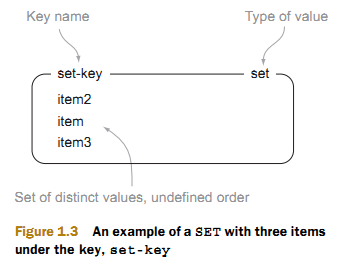 Key name Type of value
set-key set
item2
item
item3
Set of distinct values, undefined order
Figure 1.3 An example of a SET with three items
under the key, set-key